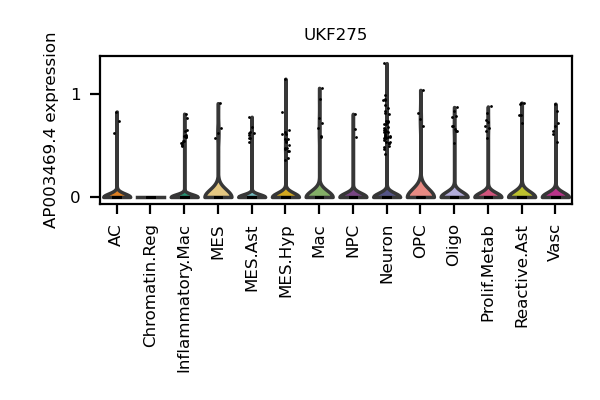 UKF275
AP003469.4 expression
1
0
AC
Chromatin.Reg
Inflammatory.Mac
MES
MES.Ast
MES.Hyp
Mac
NPC
Neuron
OPC
Oligo
Prolif.Metab
Reactive.Ast
Vasc